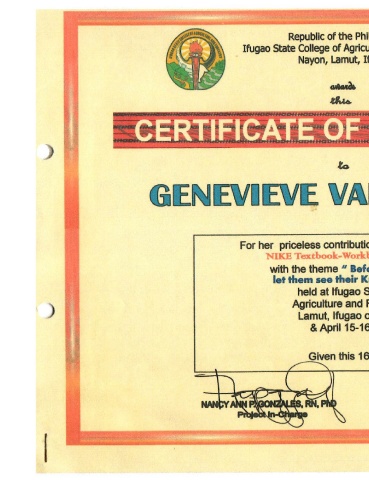 Republic of the Phil
Ifugao State College of Agricu
Nayon, Lamut, If
awards
this
CERTIFICATE OF
to
GENEVIEVE VA
For her priceless contributio
NIKE Textbook-Workb
with the theme " Befo
let them see their K
held at Ifugao S
Agriculture and F
Lamut, Ifugao o
& April 15-16
Given this 16
NANCY ANN P. GONZALES, RN, PhD
Project In-Charge